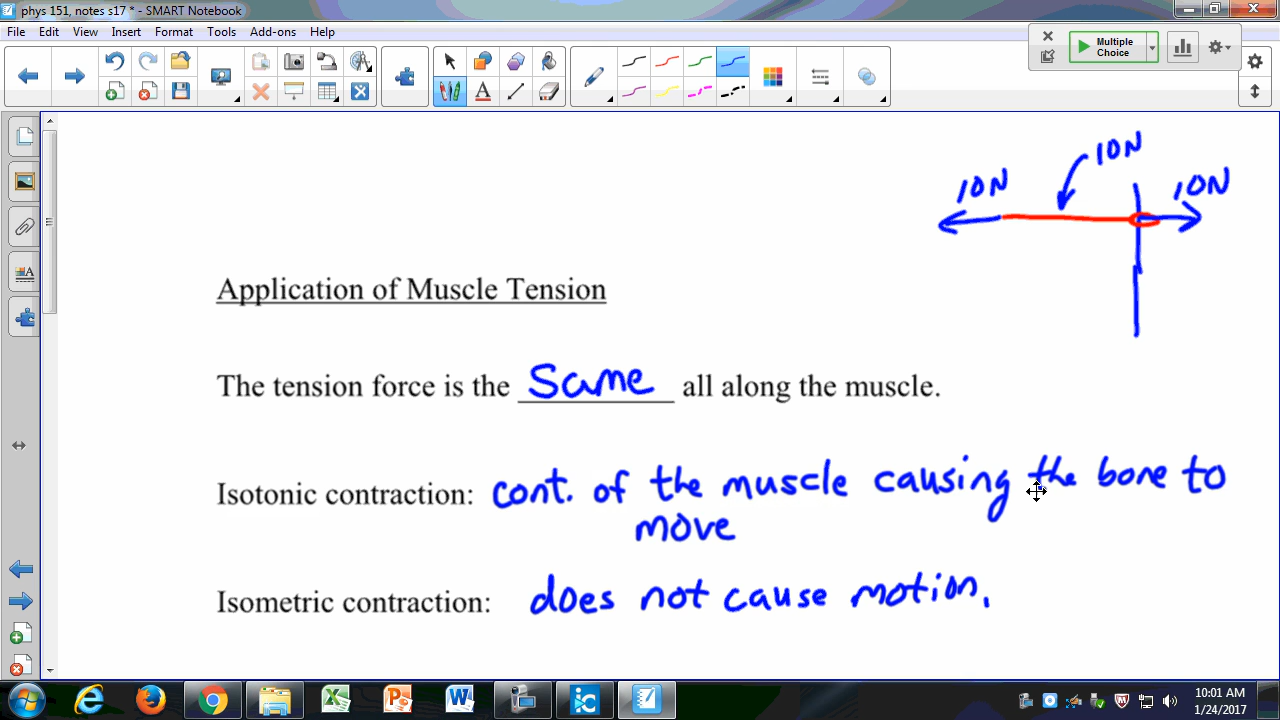 phys 151, notes s17 * - SMART Notebook
File Edit View Insert Format Tools Add-ons Help
Multiple Choice
10N 10N 10N
Application of Muscle Tension
The tension force is the Same all along the muscle.
Isotonic contraction: cont. of the muscle causing the bone to
move
Isometric contraction: does not cause motion.
10:01 AM
1/24/2017